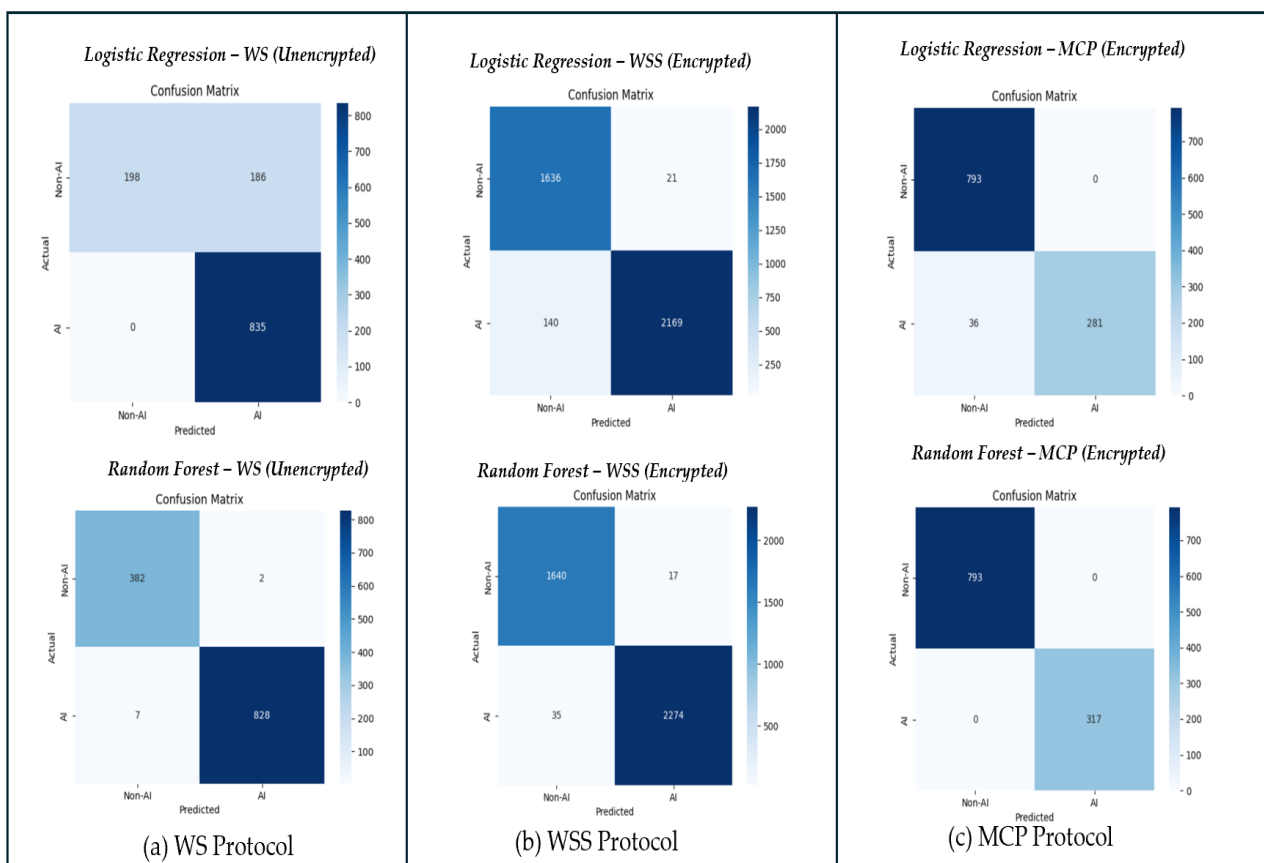 Logistic Regression – WS (Unencrypted)
Confusion Matrix
800
700
600
500
400
300
200
100
0
Non-AI
198
186
Actual
AI
0
835
Non-AI
AI
Predicted
Random Forest – WS (Unencrypted)
Confusion Matrix
800
700
600
500
400
300
200
100
Non-AI
382
2
Actual
AI
7
828
Non-AI
AI
Predicted
(a) WS Protocol
Logistic Regression – WSS (Encrypted)
Confusion Matrix
2000
1750
1500
1250
1000
750
500
250
Non-AI
1636
21
Actual
AI
140
2169
Non-AI
AI
Predicted
Random Forest – WSS (Encrypted)
Confusion Matrix
2000
1500
1000
500
Non-AI
1640
17
Actual
AI
35
2274
Non-AI
AI
Predicted
(b) WSS Protocol
Logistic Regression – MCP (Encrypted)
Confusion Matrix
700
600
500
400
300
200
100
0
Non-AI
793
0
Actual
AI
36
281
Non-AI
AI
Predicted
Random Forest – MCP (Encrypted)
Confusion Matrix
700
600
500
400
300
200
100
0
Non-AI
793
0
Actual
AI
0
317
Non-AI
AI
Predicted
(c) MCP Protocol